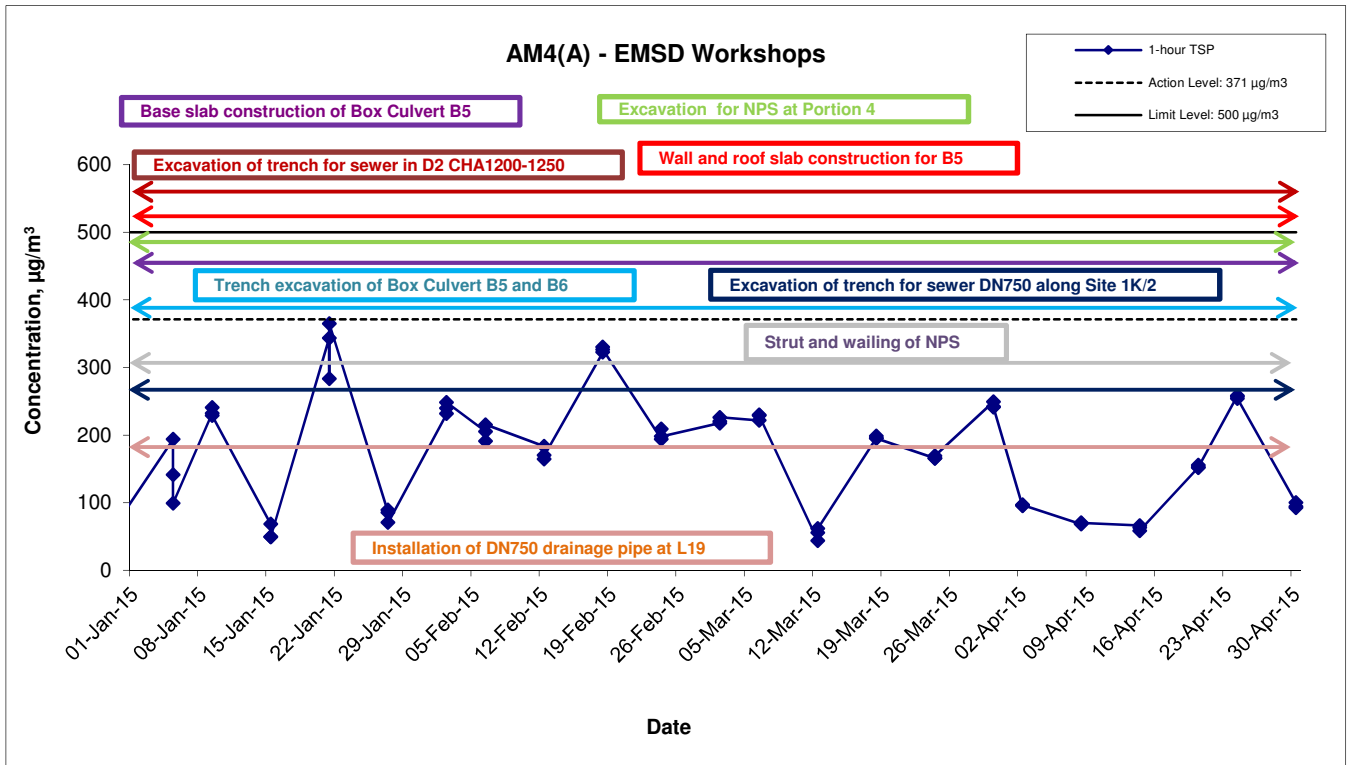 AM4(A) - EMSD Workshops
1-hour TSP
Action Level: 371 µg/m3
Limit Level: 500 µg/m3
Base slab construction of Box Culvert B5
Excavation for NPS at Portion 4
Excavation of trench for sewer in D2 CHA1200-1250
Wall and roof slab construction for B5
Trench excavation of Box Culvert B5 and B6
Excavation of trench for sewer DN750 along Site 1K/2
Strut and wailing of NPS
Installation of DN750 drainage pipe at L19
Concentration, µg/m³
600
500
400
300
200
100
0
01-Jan-15
08-Jan-15
15-Jan-15
22-Jan-15
29-Jan-15
05-Feb-15
12-Feb-15
19-Feb-15
26-Feb-15
05-Mar-15
12-Mar-15
19-Mar-15
26-Mar-15
02-Apr-15
09-Apr-15
16-Apr-15
23-Apr-15
30-Apr-15
Date